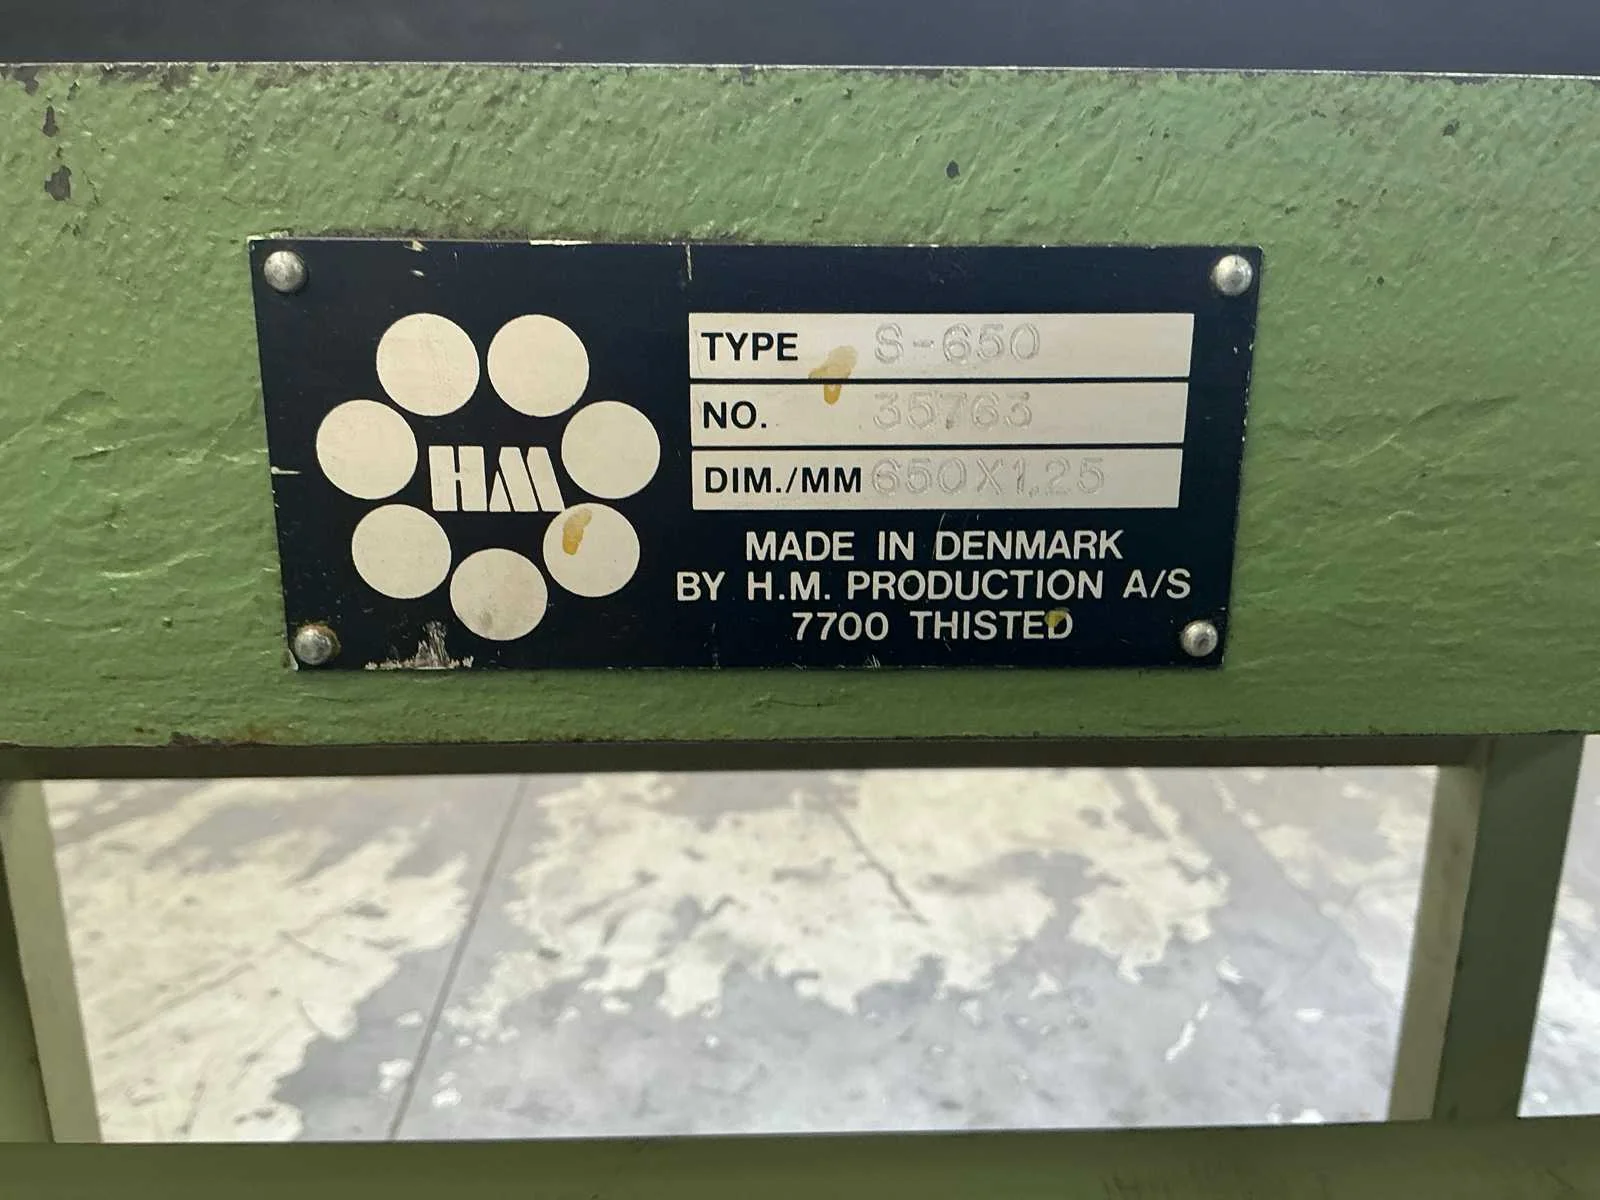 HM
TYPE S-650
NO. 35763
DIM./MM 650X1.25
MADE IN DENMARK
BY H.M. PRODUCTION A/S
7700 THISTED